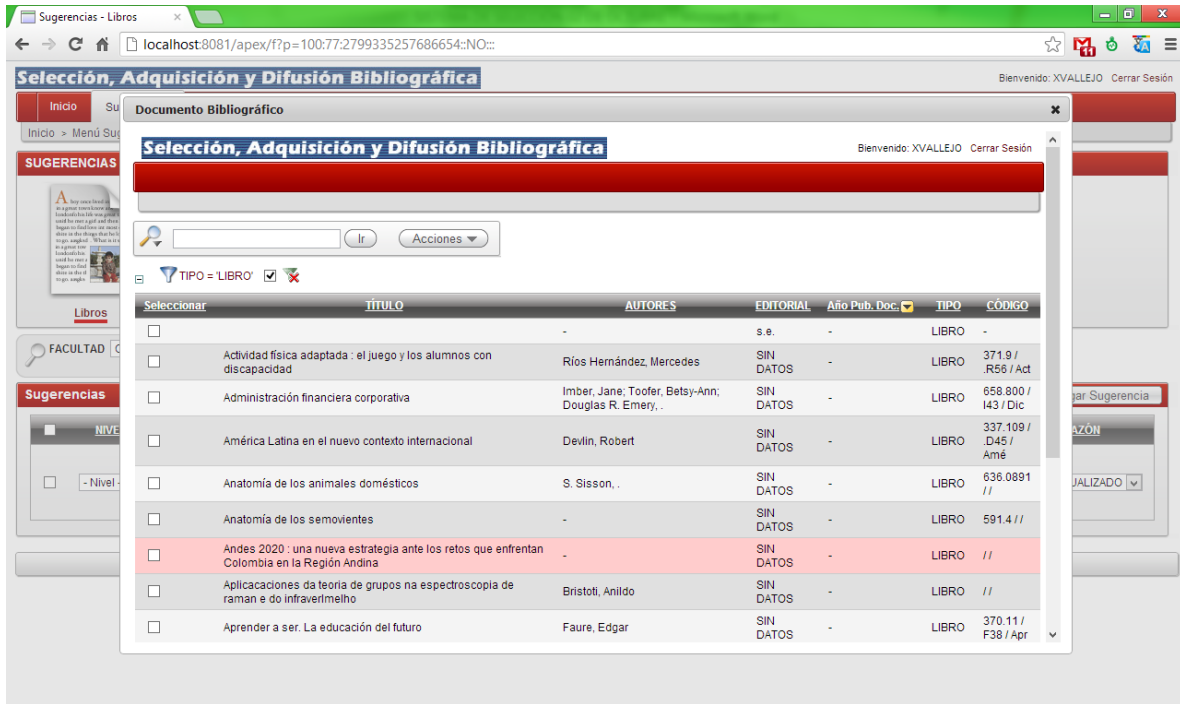 Sugerencias - Libros
localhost:8081/apex/f?p=100:77:2799335257686654::NO:::
Selección, Adquisición y Difusión Bibliográfica
Bienvenido: XVALLEJO Cerrar Sesión
Inicio Su
Inicio > Menú Sug
SUGERENCIAS
Libros
FACULTAD
Sugerencias
gar Sugerencia
NIVE
AZÓN
- Nivel -
UALIZADO
Documento Bibliográfico
Selección, Adquisición y Difusión Bibliográfica
Bienvenido: XVALLEJO Cerrar Sesión
Ir Acciones
TIPO = 'LIBRO'
Seleccionar TÍTULO AUTORES EDITORIAL Año Pub. Doc. TIPO CÓDIGO
- s.e. - LIBRO -
Actividad física adaptada : el juego y los alumnos con
discapacidad
Ríos Hernández, Mercedes
SIN
DATOS
-
LIBRO
371.9 /
.R56 / Act
Administración financiera corporativa
Imber, Jane; Toofer, Betsy-Ann;
Douglas R. Emery, .
SIN
DATOS
-
LIBRO
658.800 /
I43 / Dic
América Latina en el nuevo contexto internacional
Devlin, Robert
SIN
DATOS
-
LIBRO
337.109 /
.D45 /
Amé
Anatomía de los animales domésticos
S. Sisson, .
SIN
DATOS
-
LIBRO
636.0891
/ /
Anatomía de los semovientes
-
SIN
DATOS
-
LIBRO
591.4 / /
Andes 2020 : una nueva estrategia ante los retos que enfrentan
Colombia en la Región Andina
-
SIN
DATOS
-
LIBRO
/ /
Aplicacaciones da teoria de grupos na espectroscopia de
raman e do infraverlmelho
Bristoti, Anildo
SIN
DATOS
-
LIBRO
/ /
Aprender a ser. La educación del futuro
Faure, Edgar
SIN
DATOS
-
LIBRO
370.11 /
F38 / Apr